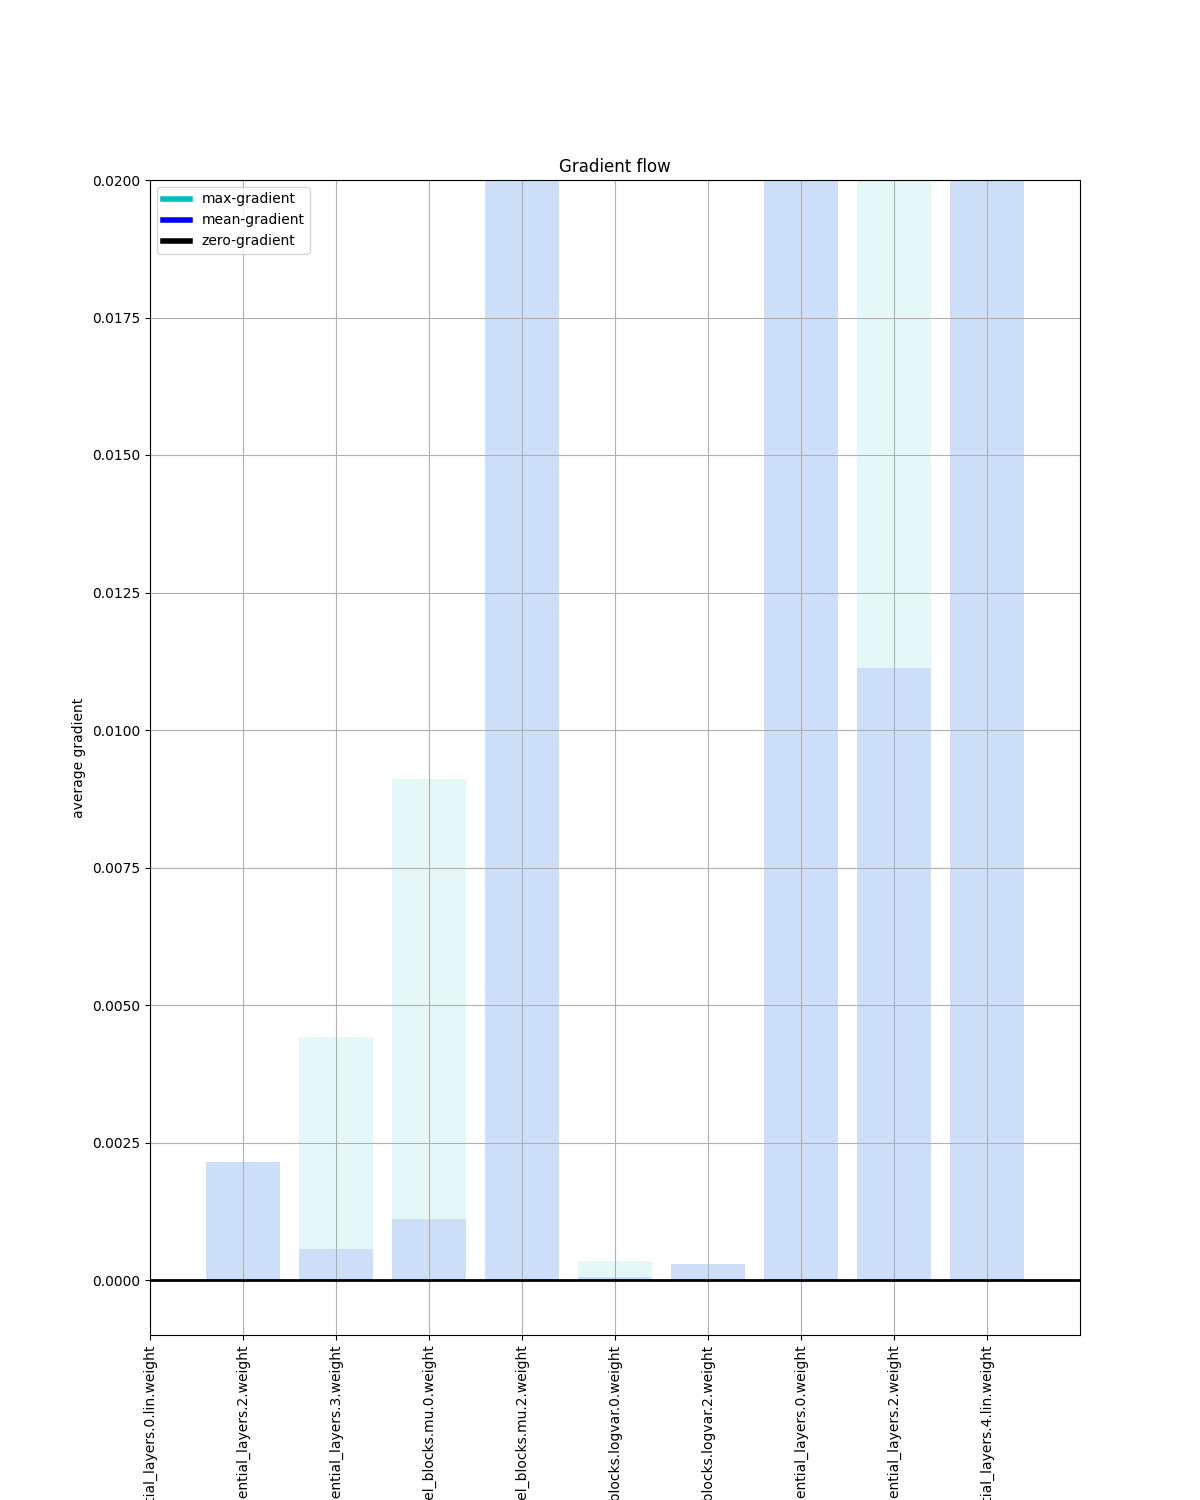 Gradient flow
max-gradient
mean-gradient
zero-gradient
0.0200
0.0175
0.0150
0.0125
0.0100
0.0075
0.0050
0.0025
0.0000
average gradient
tial_layers.0.lin.weight
ential_layers.2.weight
ential_layers.3.weight
el_blocks.mu.0.weight
el_blocks.mu.2.weight
blocks.logvar.0.weight
blocks.logvar.2.weight
ential_layers.0.weight
ential_layers.2.weight
tial_layers.4.lin.weight